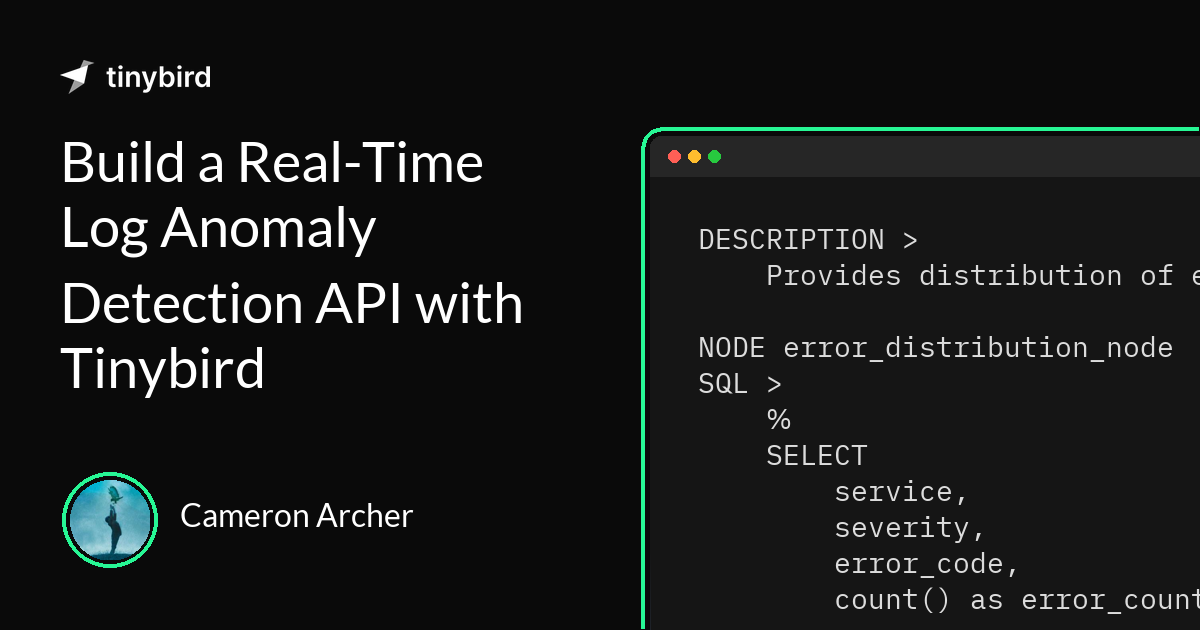 tinybird
Build a Real-Time
Log Anomaly
Detection API with
Tinybird
Cameron Archer
DESCRIPTION >
Provides distribution of
NODE error_distribution_node
SQL >
%
SELECT
service,
severity,
error_code,
count() as error_count